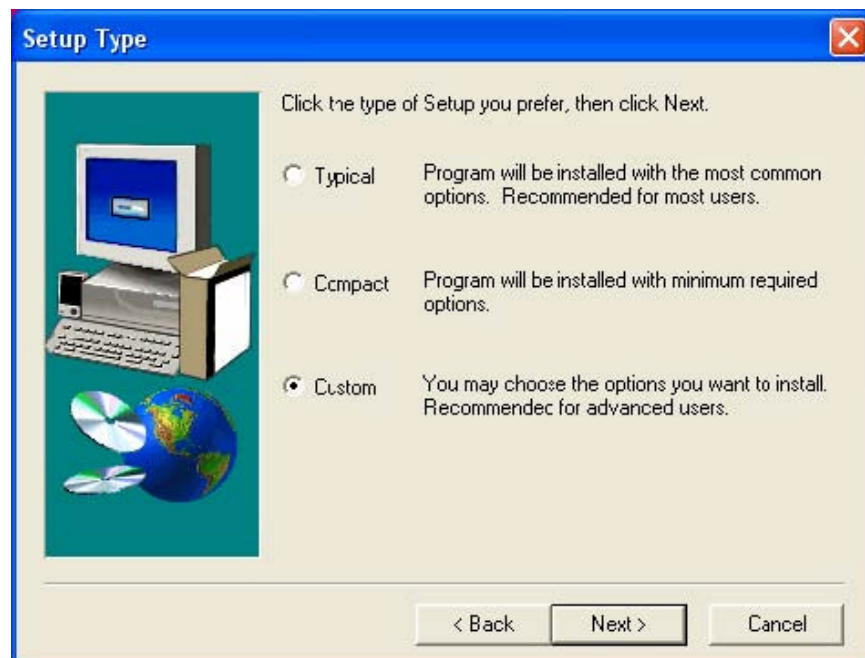 Setup Type
Click the type of Setup you prefer, then click Next.
Typical
Program will be installed with the most common
options. Recommended for most users.
Compact
Program will be installed with minimum required
options.
Custom
You may choose the options you want to install.
Recommended for advanced users.
< Back
Next >
Cancel